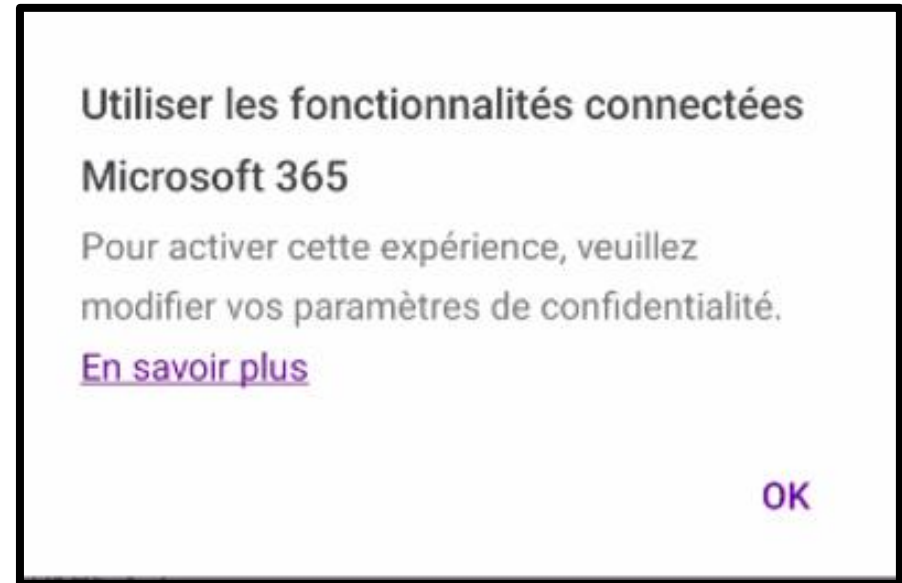 Utiliser les fonctionnalités connectées
Microsoft 365
Pour activer cette expérience, veuillez
modifier vos paramètres de confidentialité.
En savoir plus
OK